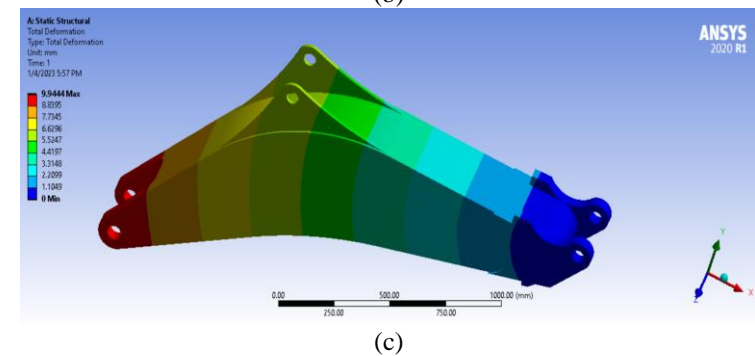 (b)
A: Static Structural
Total Deformation
Type: Total Deformation
Unit: mm
Time: 1
1/4/2023 5:57 PM
9.9444 Max
8.8395
7.7345
6.6296
5.5247
4.4197
3.3148
2.2099
1.1049
0 Min
ANSYS
2020 R1
0.00
500.00
1000.00 (mm)
250.00
750.00
Y
X
Z
(c)